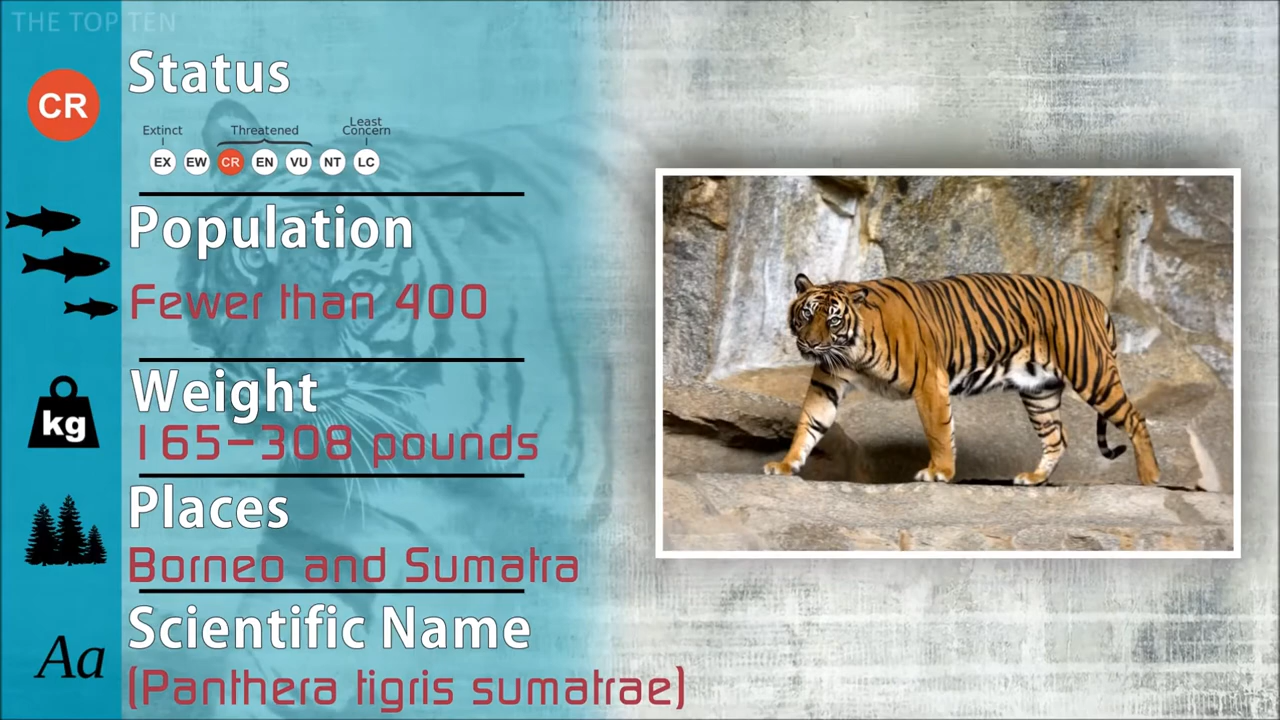 THE TOP TEN
CR
Status
Extinct
Threatened
Least
Concern
EX EW CR EN VU NT LC
Population
Fewer than 400
kg
Weight
165-308 pounds
Places
Borneo and Sumatra
Aa
Scientific Name
(Panthera tigris sumatrae)